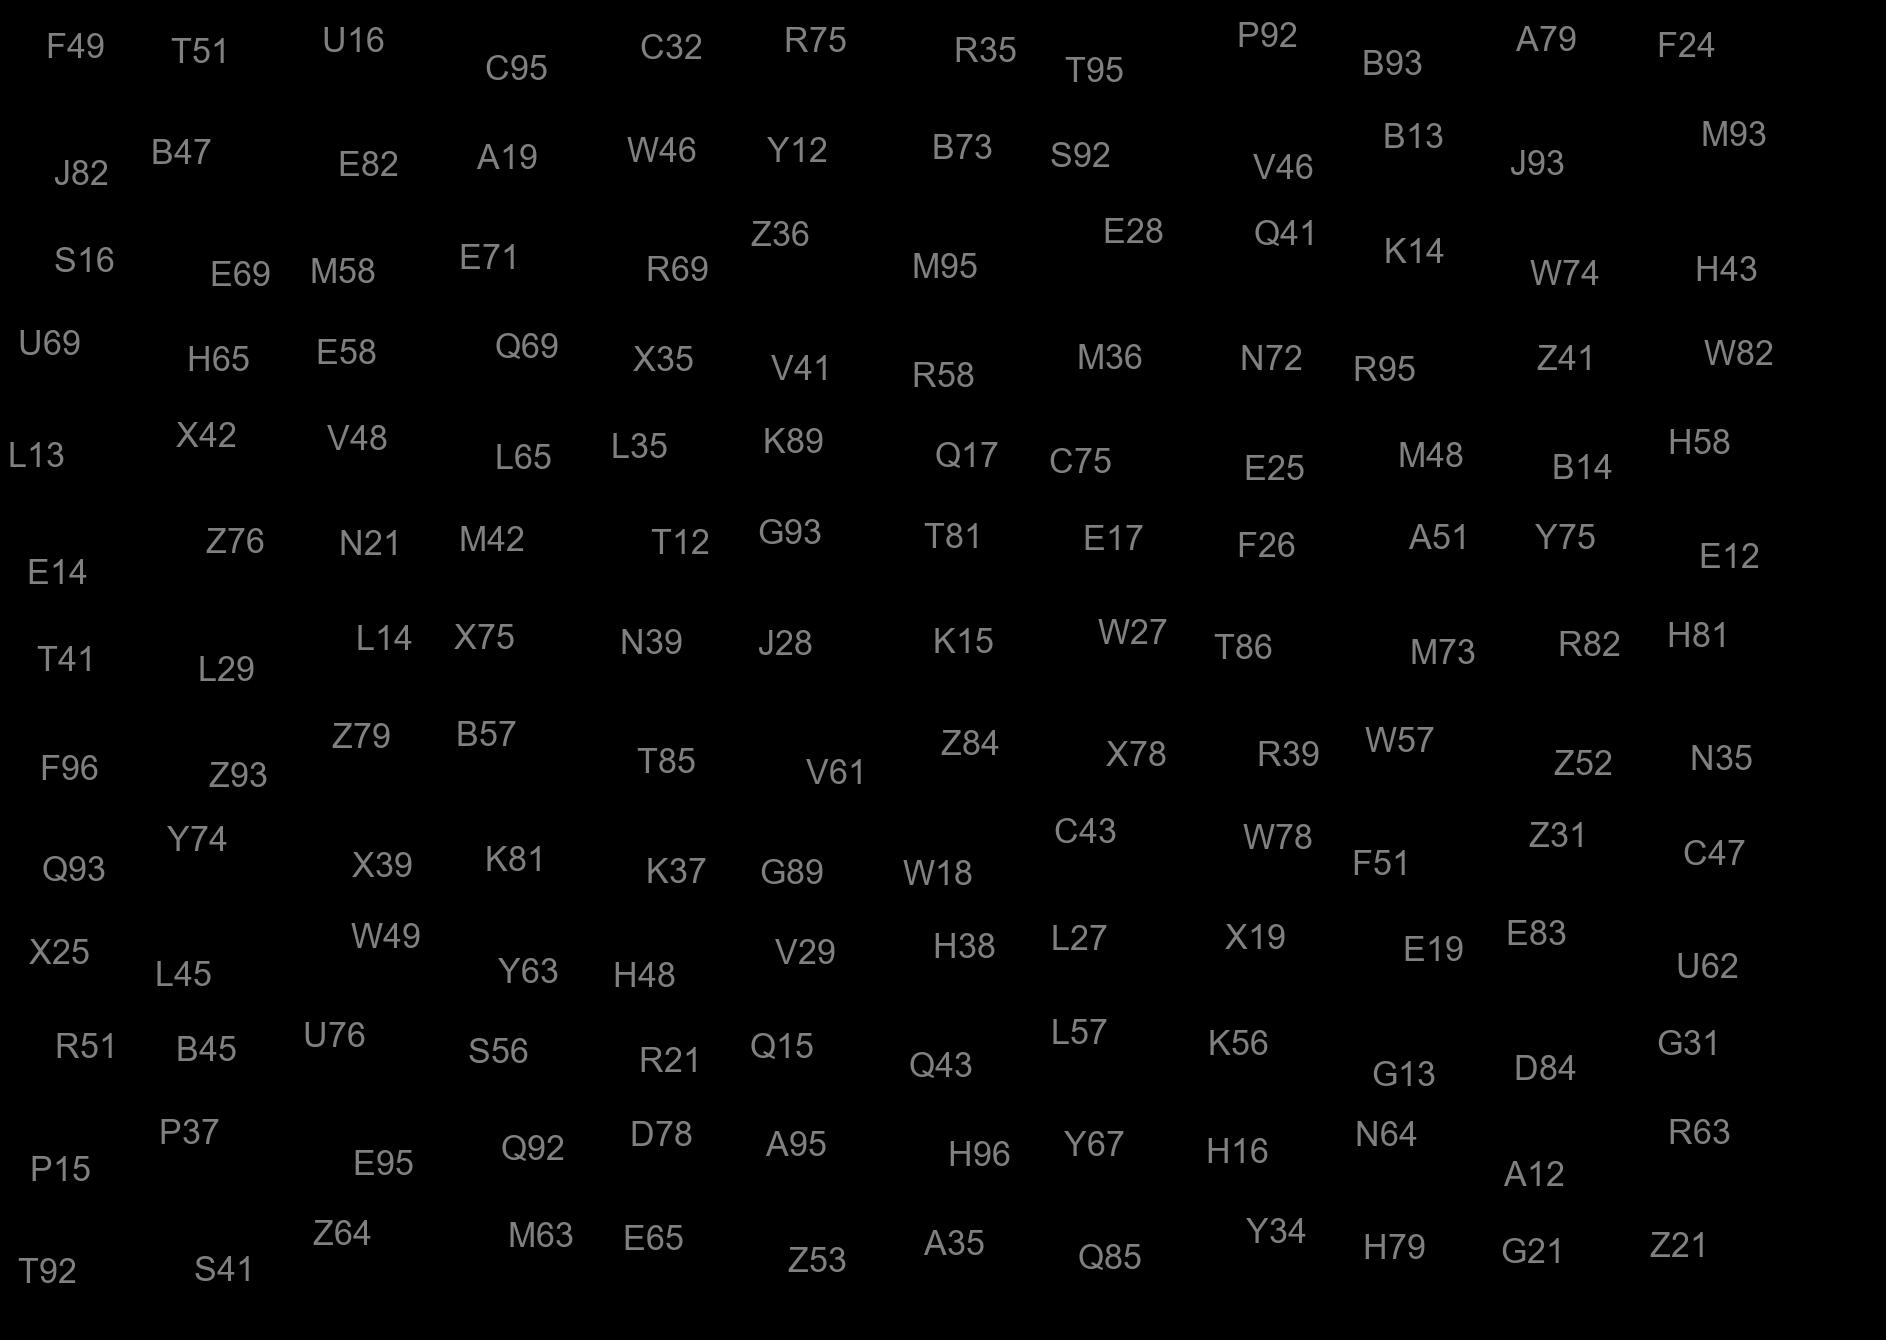 F49 T51 U16 C95 C32 R75 R35 T95 P92 B93 A79 F24
J82 B47 E82 A19 W46 Y12 B73 S92 V46 B13 J93 M93
S16 E69 M58 E71 R69 Z36 M95 E28 Q41 K14 W74 H43
U69 H65 E58 Q69 X35 V41 R58 M36 N72 R95 Z41 W82
L13 X42 V48 L65 L35 K89 Q17 C75 E25 M48 B14 H58
E14 Z76 N21 M42 T12 G93 T81 E17 F26 A51 Y75 E12
T41 L29 L14 X75 N39 J28 K15 W27 T86 M73 R82 H81
F96 Z93 Z79 B57 T85 V61 Z84 X78 R39 W57 Z52 N35
Q93 Y74 X39 K81 K37 G89 W18 C43 W78 F51 Z31 C47
X25 L45 W49 Y63 H48 V29 H38 L27 X19 E19 E83 U62
R51 B45 U76 S56 R21 Q15 Q43 L57 K56 G13 D84 G31
P15 P37 E95 Q92 D78 A95 H96 Y67 H16 N64 A12 R63
T92 S41 Z64 M63 E65 Z53 A35 Q85 Y34 H79 G21 Z21